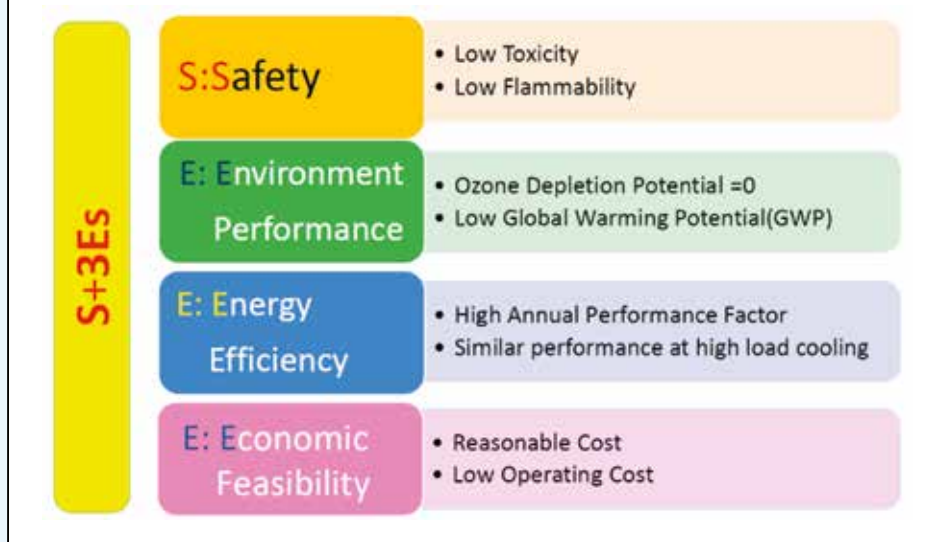 S+3Es
S:Safety
• Low Toxicity
• Low Flammability
E: Environment
Performance
• Ozone Depletion Potential =0
• Low Global Warming Potential(GWP)
E: Energy
Efficiency
• High Annual Performance Factor
• Similar performance at high load cooling
E: Economic
Feasibility
• Reasonable Cost
• Low Operating Cost